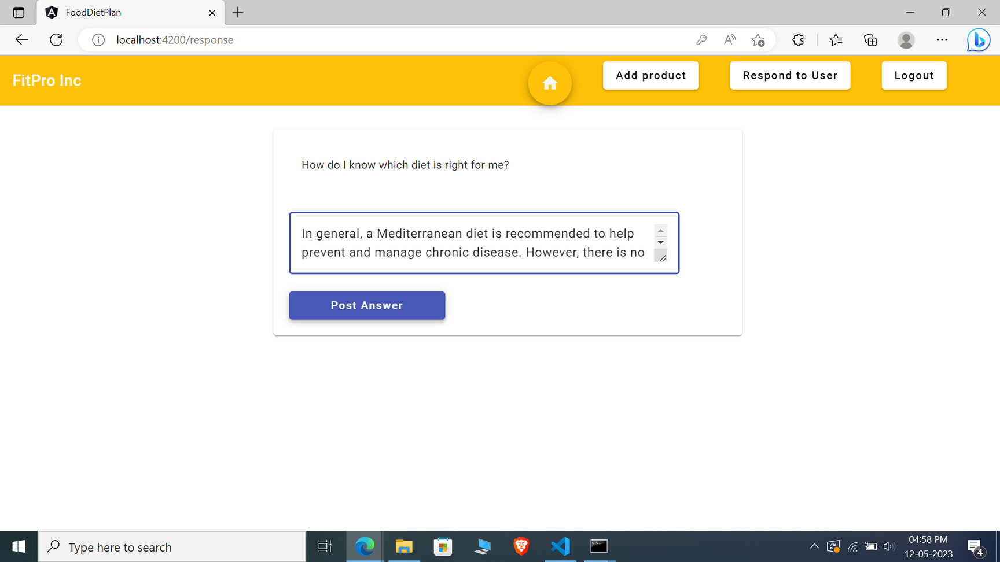 FoodDietPlan
localhost:4200/response
FitPro Inc
Add product
Respond to User
Logout
How do I know which diet is right for me?
In general, a Mediterranean diet is recommended to help
prevent and manage chronic disease. However, there is no
Post Answer
Type here to search
04:58 PM
12-05-2023
4